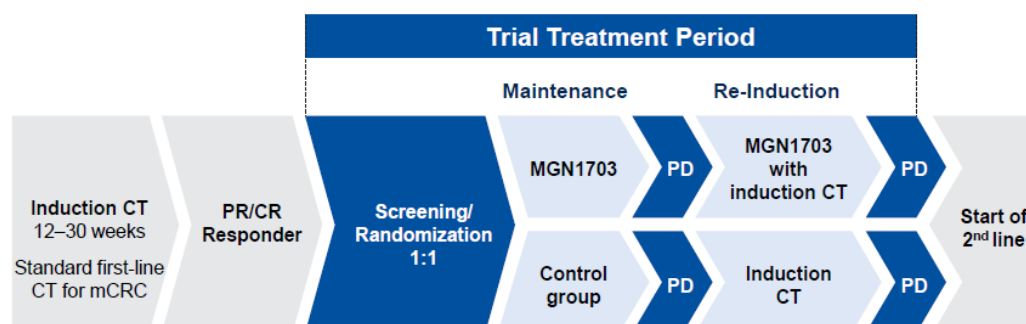 Trial Treatment Period
Maintenance
Re-Induction
Induction CT
12–30 weeks
Standard first-line
CT for mCRC
PR/CR
Responder
Screening/
Randomization
1:1
MGN1703
PD
MGN1703
with
induction CT
PD
Control
group
PD
Induction
CT
PD
Start of
2nd line